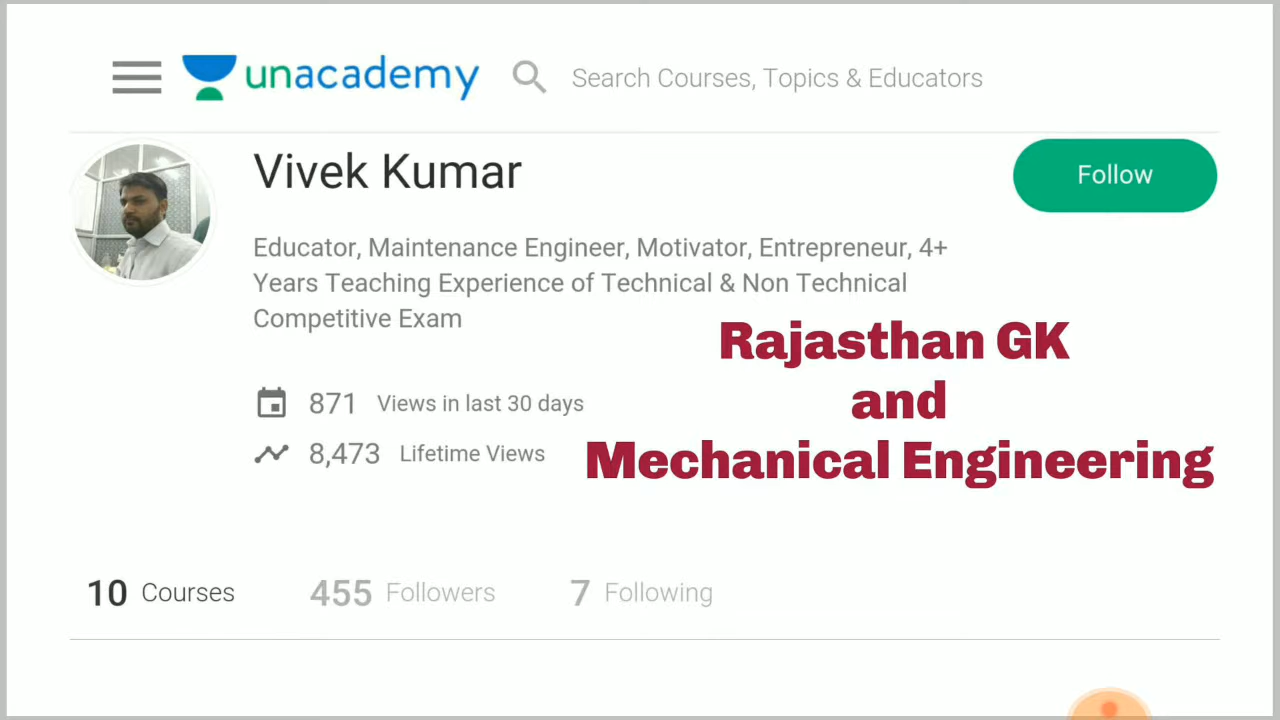 unacademy
Search Courses, Topics & Educators
Vivek Kumar
Follow
Educator, Maintenance Engineer, Motivator, Entrepreneur, 4+
Years Teaching Experience of Technical & Non Technical
Competitive Exam
Rajasthan GK
and
Mechanical Engineering
871 Views in last 30 days
8,473 Lifetime Views
10 Courses 455 Followers 7 Following